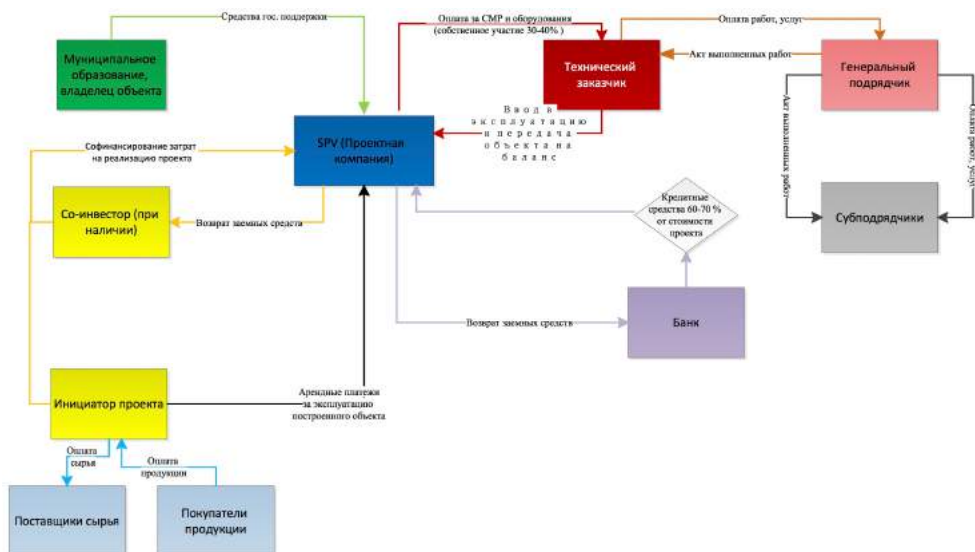 Средства гос. поддержки
Оплата за СМР и оборудования
(собственное участие 30-40% )
Оплата работ, услуг
Муниципальное
образование,
владелец объекта
Технический
заказчик
Акт выполненных работ
Генеральный
подрядчик
Ввод в
эксплуатацию
и передача
объекта на
баланс
Акт выполненных работ
Оплата работ, услуг
SPV (Проектная
компания)
Софинансирование затрат
на реализацию проекта
Со-инвестор (при
наличии)
Возврат заемных средств
Кредитные
средства 60-70 %
от стоимости
проекта
Субподрядчики
Возврат заемных средств
Банк
Инициатор проекта
Арендные платежи
за эксплуатацию
построенного объекта
Оплата
сырья
Оплата
продукции
Поставщики сырья
Покупатели
продукции